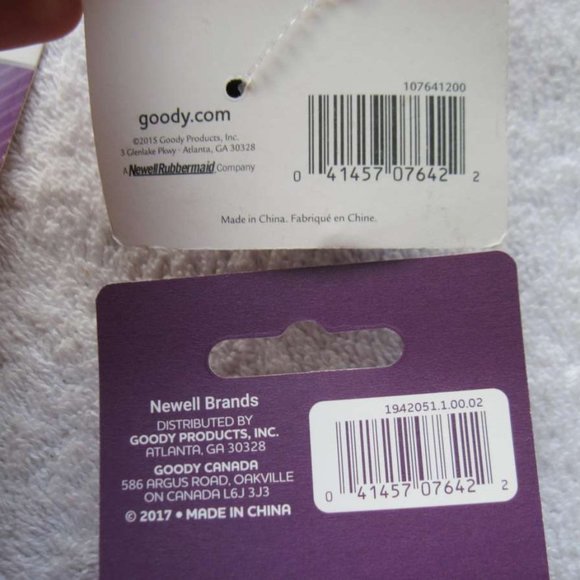 107641200
goody.com
©2015 Goody Products, Inc.
3 Glenlake Pkwy · Atlanta, GA 30328
A NewellRubbermaid Company
0 41457 07642 2
Made in China. Fabriqué en Chine.
Newell Brands
DISTRIBUTED BY
GOODY PRODUCTS, INC.
ATLANTA, GA 30328
GOODY CANADA
586 ARGUS ROAD, OAKVILLE
ON CANADA L6J 3J3
© 2017 • MADE IN CHINA
1942051.1.00.02
0 41457 07642 2